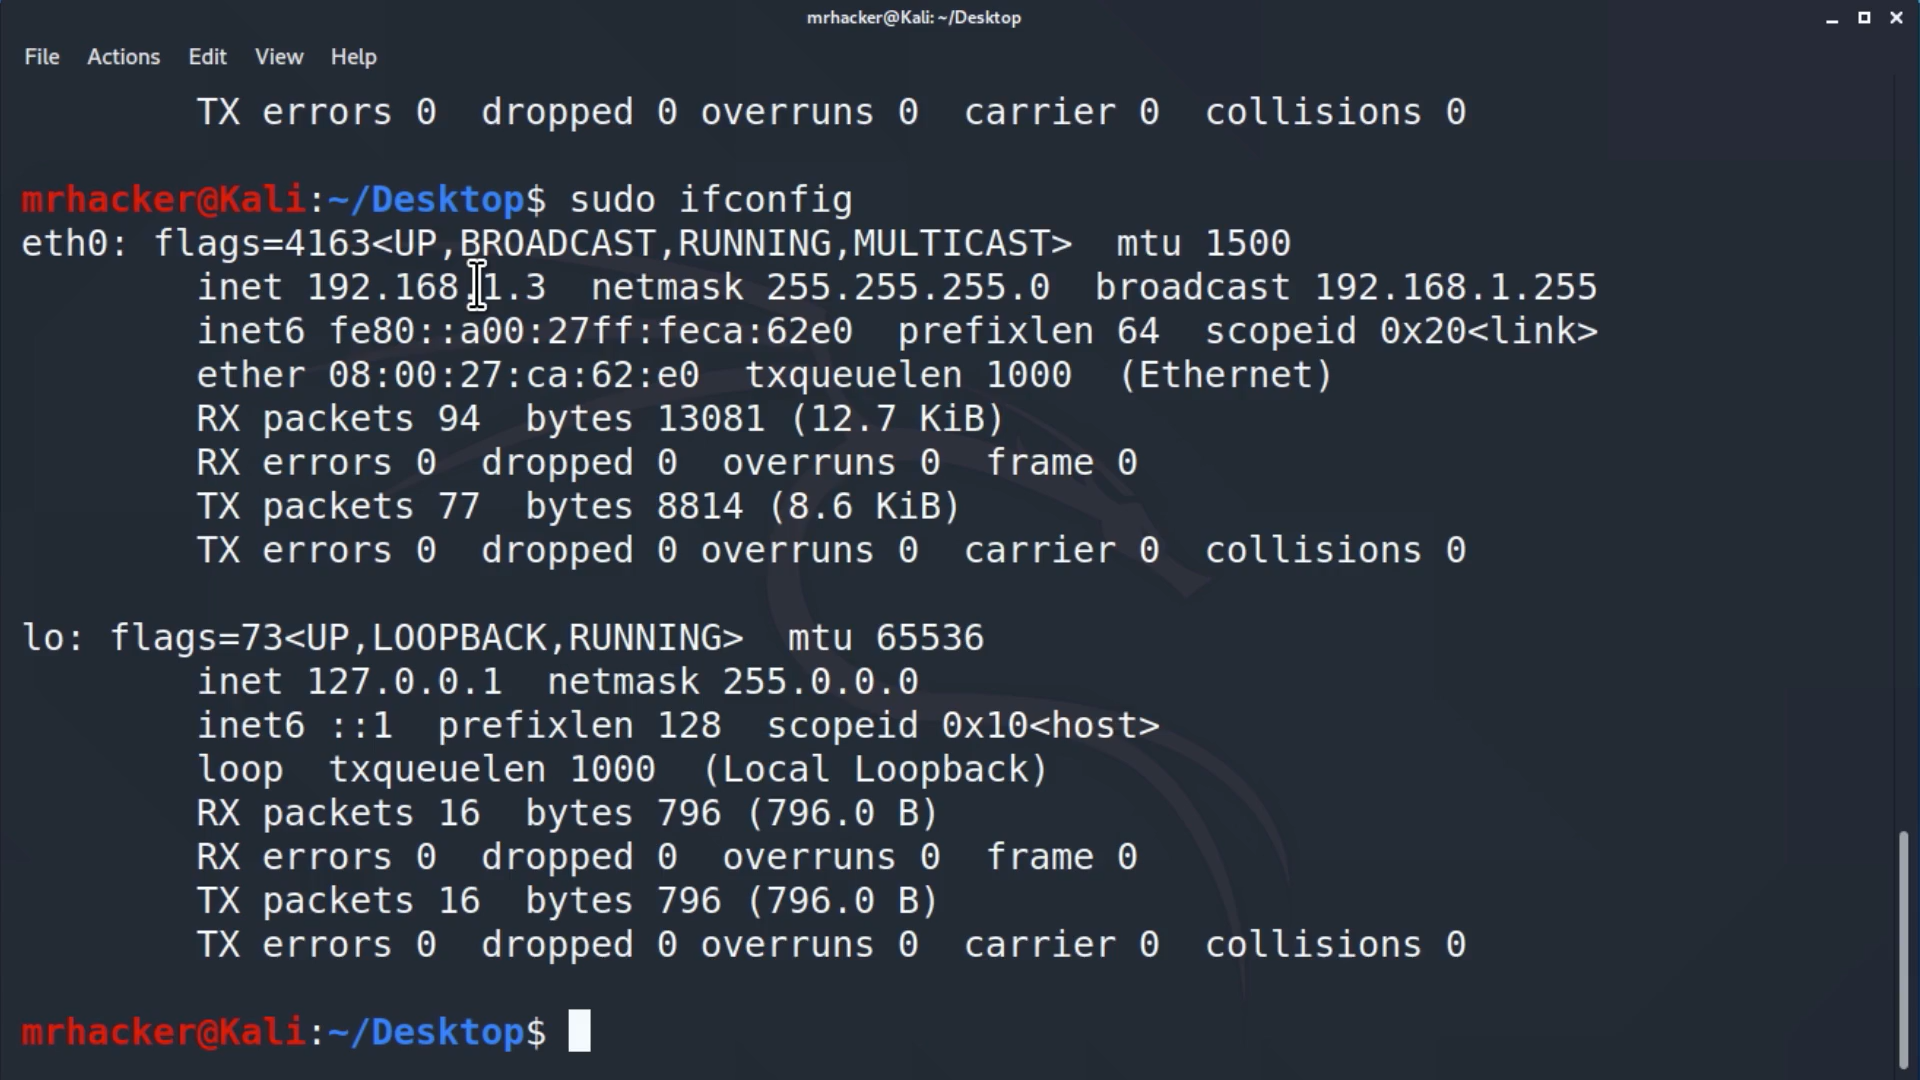 mrhacker@Kali: ~/Desktop
File Actions Edit View Help
TX errors 0  dropped 0 overruns 0  carrier 0  collisions 0
mrhacker@Kali:~/Desktop$ sudo ifconfig
eth0: flags=4163<UP,BROADCAST,RUNNING,MULTICAST>  mtu 1500
inet 192.168.1.3  netmask 255.255.255.0  broadcast 192.168.1.255
inet6 fe80::a00:27ff:feca:62e0  prefixlen 64  scopeid 0x20<link>
ether 08:00:27:ca:62:e0  txqueuelen 1000  (Ethernet)
RX packets 94  bytes 13081 (12.7 KiB)
RX errors 0  dropped 0  overruns 0  frame 0
TX packets 77  bytes 8814 (8.6 KiB)
TX errors 0  dropped 0 overruns 0  carrier 0  collisions 0
lo: flags=73<UP,LOOPBACK,RUNNING>  mtu 65536
inet 127.0.0.1  netmask 255.0.0.0
inet6 ::1  prefixlen 128  scopeid 0x10<host>
loop  txqueuelen 1000  (Local Loopback)
RX packets 16  bytes 796 (796.0 B)
RX errors 0  dropped 0  overruns 0  frame 0
TX packets 16  bytes 796 (796.0 B)
TX errors 0  dropped 0 overruns 0  carrier 0  collisions 0
mrhacker@Kali:~/Desktop$